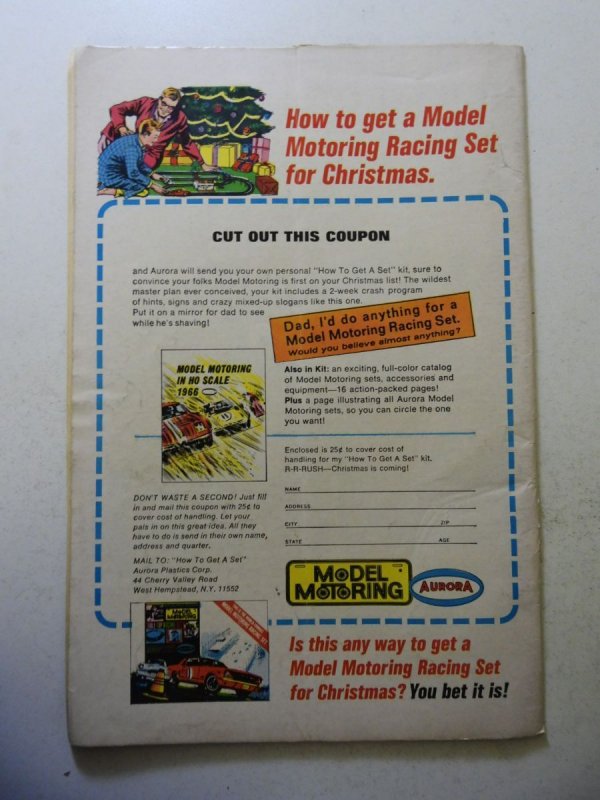 How to get a Model
Motoring Racing Set
for Christmas.
CUT OUT THIS COUPON
and Aurora will send you your own personal "How To Get A Set" kit, sure to
convince your folks Model Motoring is first on your Christmas list! The wildest
master plan ever conceived, your kit includes a 2-week crash program
of hints, signs and crazy mixed-up slogans like this one.
Put it on a mirror for dad to see
while he's shaving!
Dad, I'd do anything for a
Model Motoring Racing Set.
Would you believe almost anything?
MODEL MOTORING
IN HO SCALE
1966
Also in Kit: an exciting, full-color catalog
of Model Motoring sets, accessories and
equipment—16 action-packed pages!
Plus a page illustrating all Aurora Model
Motoring sets, so you can circle the one
you want!
Enclosed is 25¢ to cover cost of
handling for my "How To Get A Set" kit.
R-R-RUSH—Christmas is coming!
NAME
ADDRESS
CITY ZIP
STATE AGE
DON'T WASTE A SECOND! Just fill
in and mail this coupon with 25¢ to
cover cost of handling. Let your
pals in on this great idea. All they
have to do is send in their own name,
address and quarter.
MAIL TO: "How To Get A Set"
Aurora Plastics Corp.
44 Cherry Valley Road
West Hempstead, N.Y. 11552
MODEL
MOTORING
AURORA
Is this any way to get a
Model Motoring Racing Set
for Christmas? You bet it is!